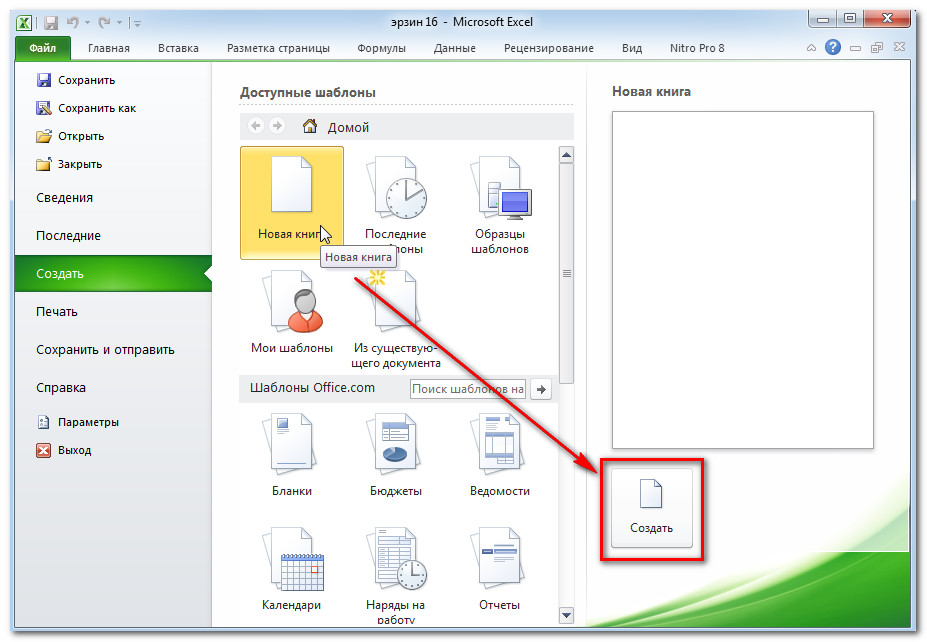 эрзин 16 - Microsoft Excel
Файл Главная Вставка Разметка страницы Формулы Данные Рецензирование Вид Nitro Pro 8
Сохранить
Сохранить как
Открыть
Закрыть
Сведения
Последние
Создать
Печать
Сохранить и отправить
Справка
Параметры
Выход
Доступные шаблоны
Домой
Новая книга
Последние
Образцы
шаблонов
Новая книга
Мои шаблоны
Из существую-
щего документа
Шаблоны Office.com
Поиск шаблонов на
Бланки
Бюджеты
Ведомости
Календари
Наряды на
работу
Отчеты
Новая книга
Создать